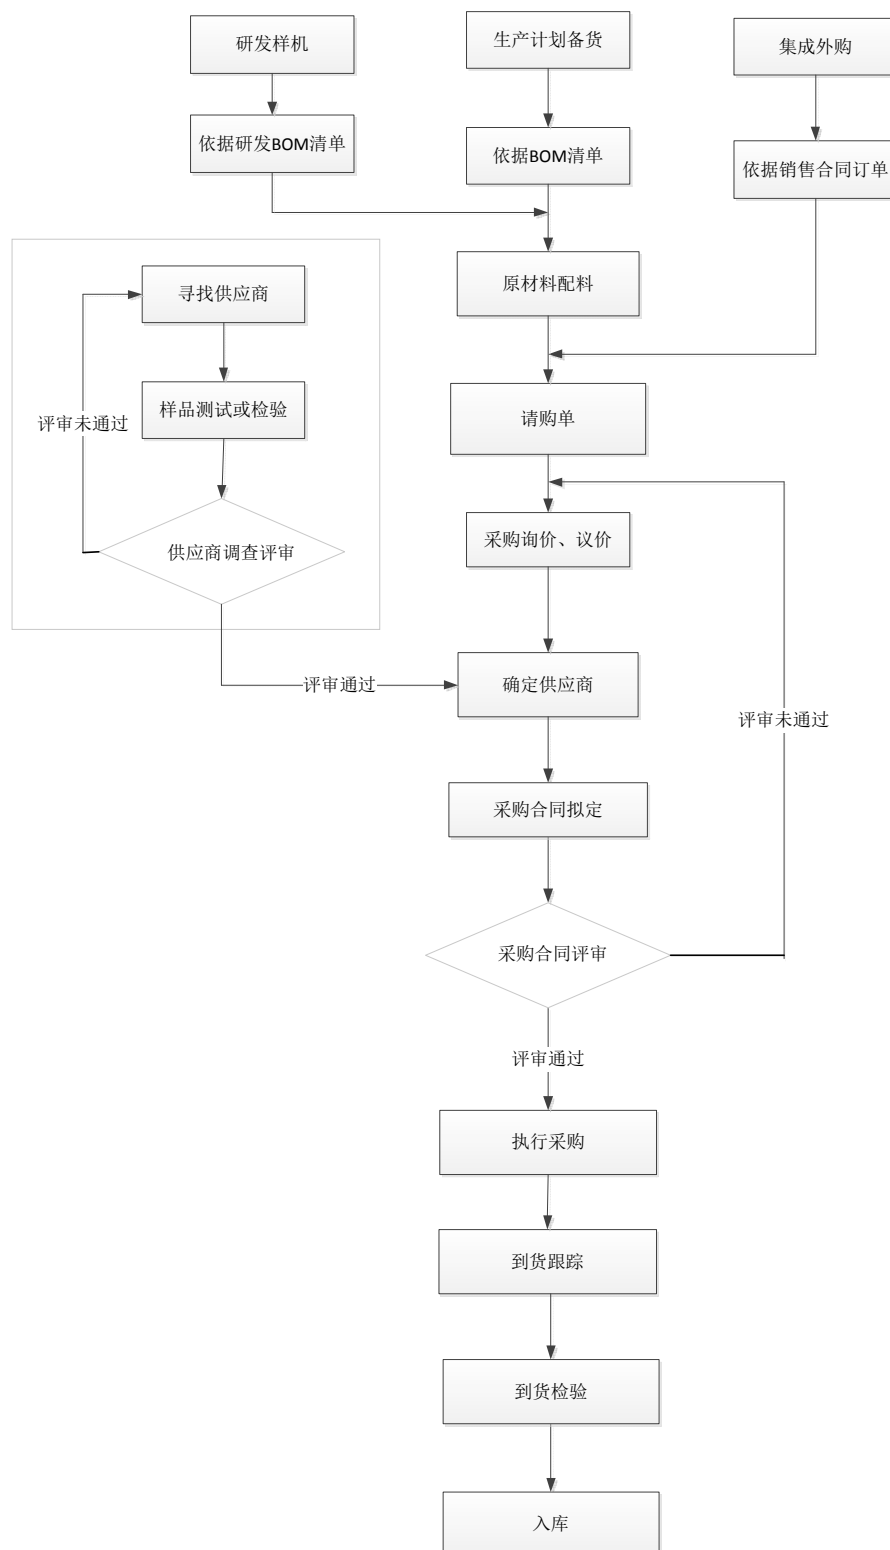 研发样机
生产计划备货
集成外购
依据研发BOM清单
依据BOM清单
依据销售合同订单
原材料配料
寻找供应商
样品测试或检验
评审未通过
请购单
供应商调查评审
采购询价、议价
评审通过
确定供应商
评审未通过
采购合同拟定
采购合同评审
评审通过
执行采购
到货跟踪
到货检验
入库